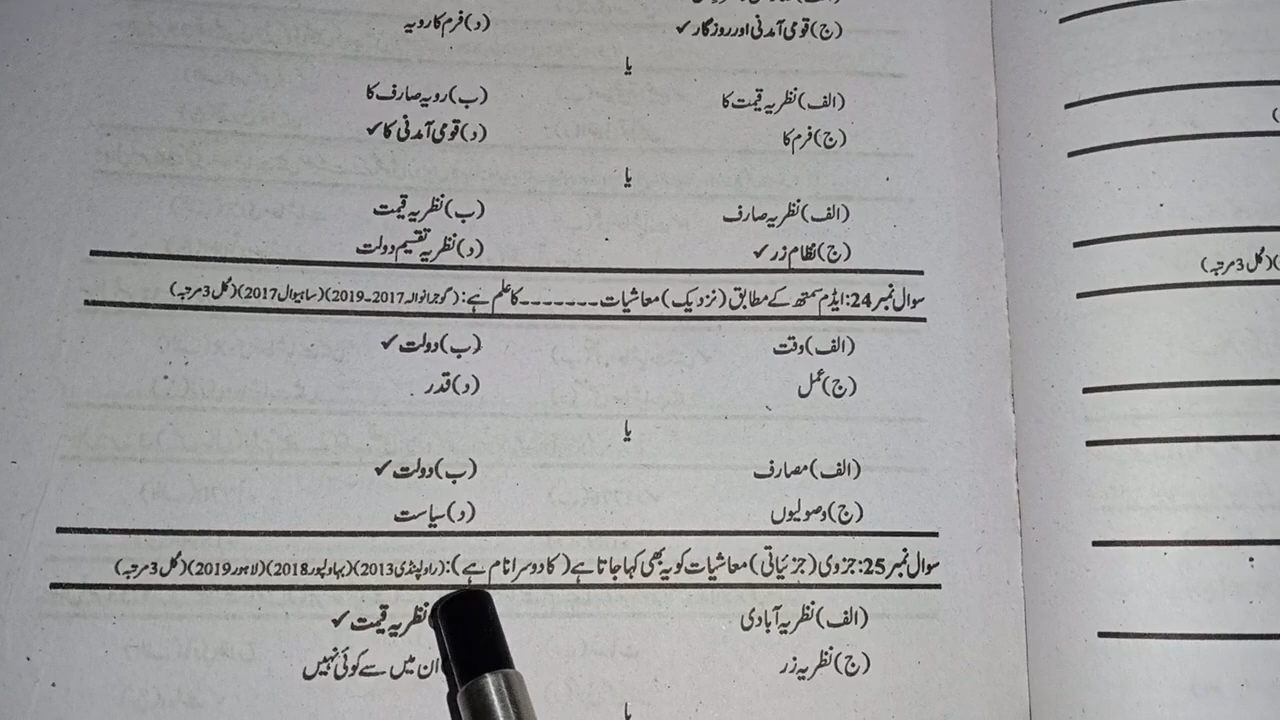 (ج) قومی آمدنی اور روزگار ✓ (د) فرم کا رویہ
یا
(الف) نظریہ قیمت کا (ب) رویہ صارف کا
(ج) فرم کا (د) قومی آمدنی کا ✓
یا
(الف) نظریہ صارف (ب) نظریہ قیمت
(ج) نظام زر ✓ (د) نظریہ تقسیم دولت
سوال نمبر 24: ایڈم سمتھ کے مطابق (نزدیک) معاشیات ------- کا علم ہے: (گوجرانوالہ 2017-2019) (ساہیوال 2017) (کل 3 مرتبہ)
(الف) وقت (ب) دولت ✓
(ج) عمل (د) قدر
یا
(الف) مصارف (ب) دولت ✓
(ج) وصولیوں (د) سیاست
سوال نمبر 25: جزوی (جزئیاتی) معاشیات کو یہ بھی کہا جاتا ہے (کا دوسرا نام ہے): (راولپنڈی 2013) (بہاولپور 2018) (لاہور 2019) (کل 3 مرتبہ)
(الف) نظریہ آبادی نظریہ قیمت ✓
(ج) نظریہ زر ان میں سے کوئی نہیں
یا
(کل 3 مرتبہ)